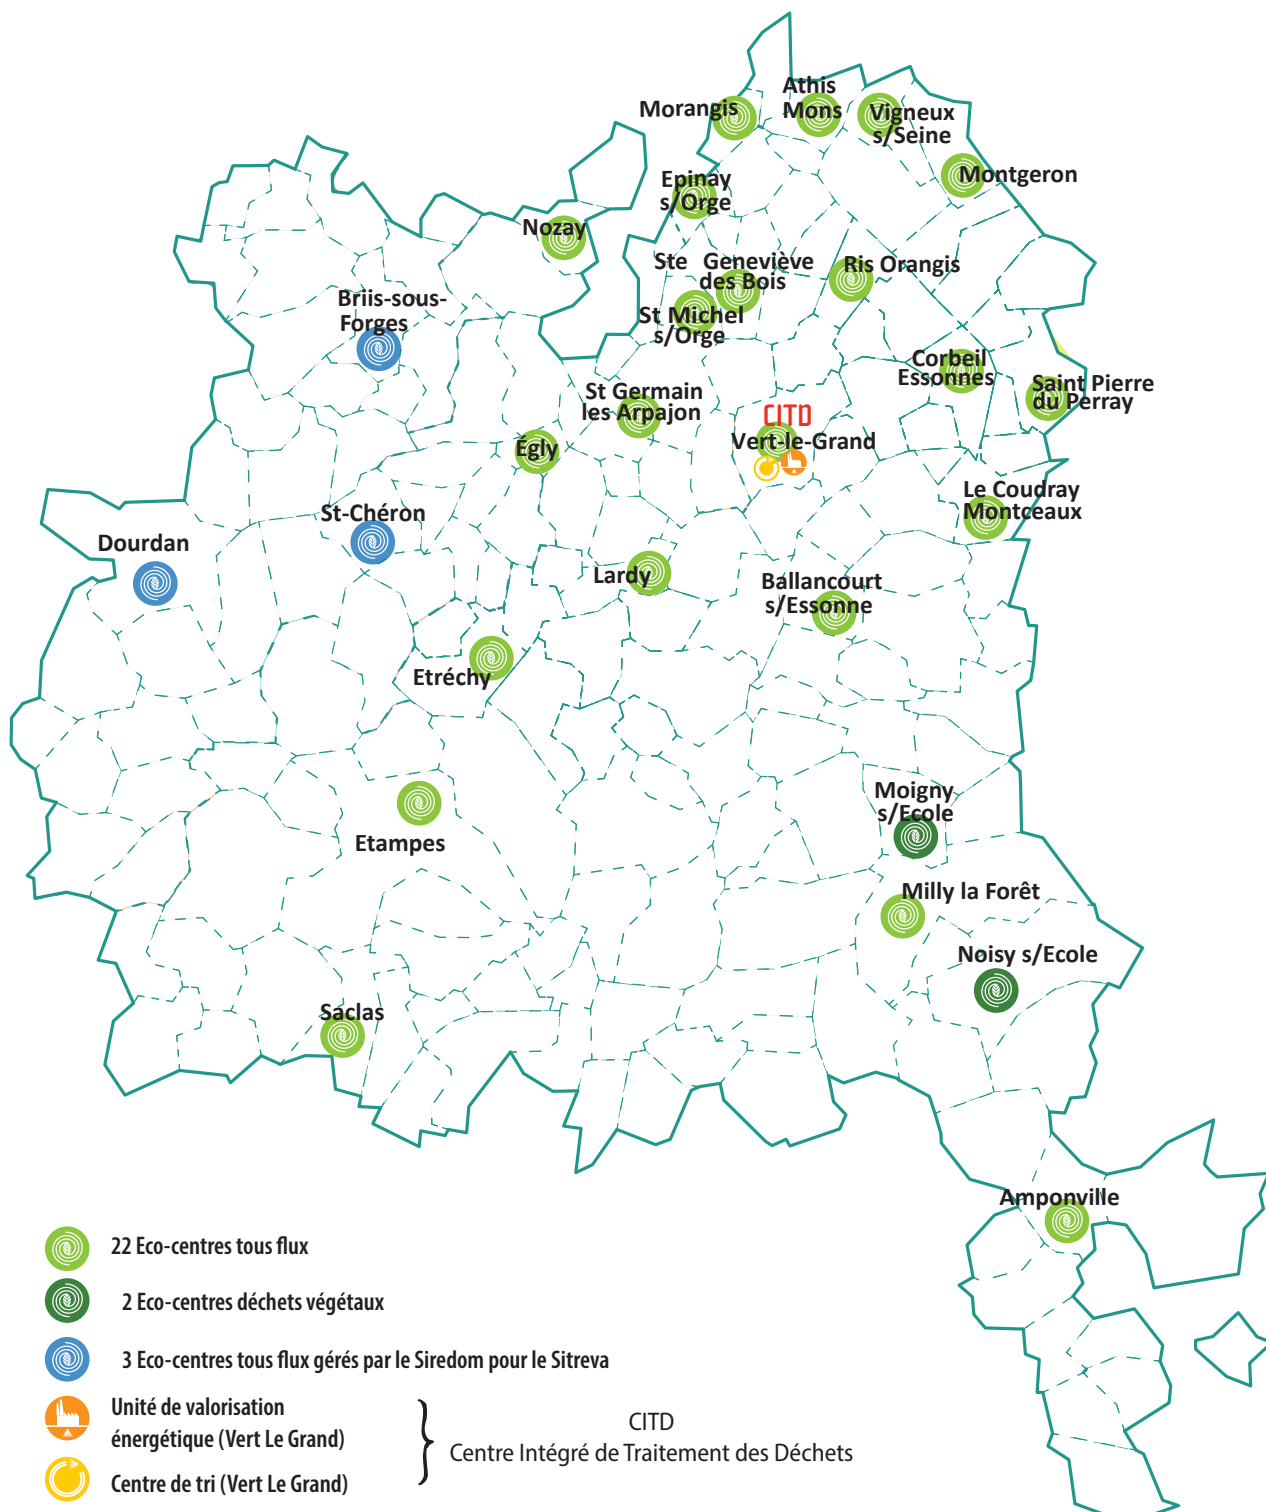 Athis
Mons
Morangis
Vigneux
s/Seine
Montgeron
Epinay
s/Orge
Nozay
Ste Geneviève
des Bois
Ris Orangis
Briis-sous-
Forges
St Michel
s/Orge
Corbeil
Essonnes
Saint Pierre
du Perray
St Germain
les Arpajon
CITD
Vert-le-Grand
Égly
Le Coudray
Montceaux
St-Chéron
Dourdan
Lardy
Ballancourt
s/Essonne
Etréchy
Moigny
s/Ecole
Etampes
Milly la Forêt
Noisy s/Ecole
Saclas
Amponville
22 Eco-centres tous flux
2 Eco-centres déchets végétaux
3 Eco-centres tous flux gérés par le Siredom pour le Sitreva
Unité de valorisation
énergétique (Vert Le Grand)
Centre de tri (Vert Le Grand)
CITD
Centre Intégré de Traitement des Déchets